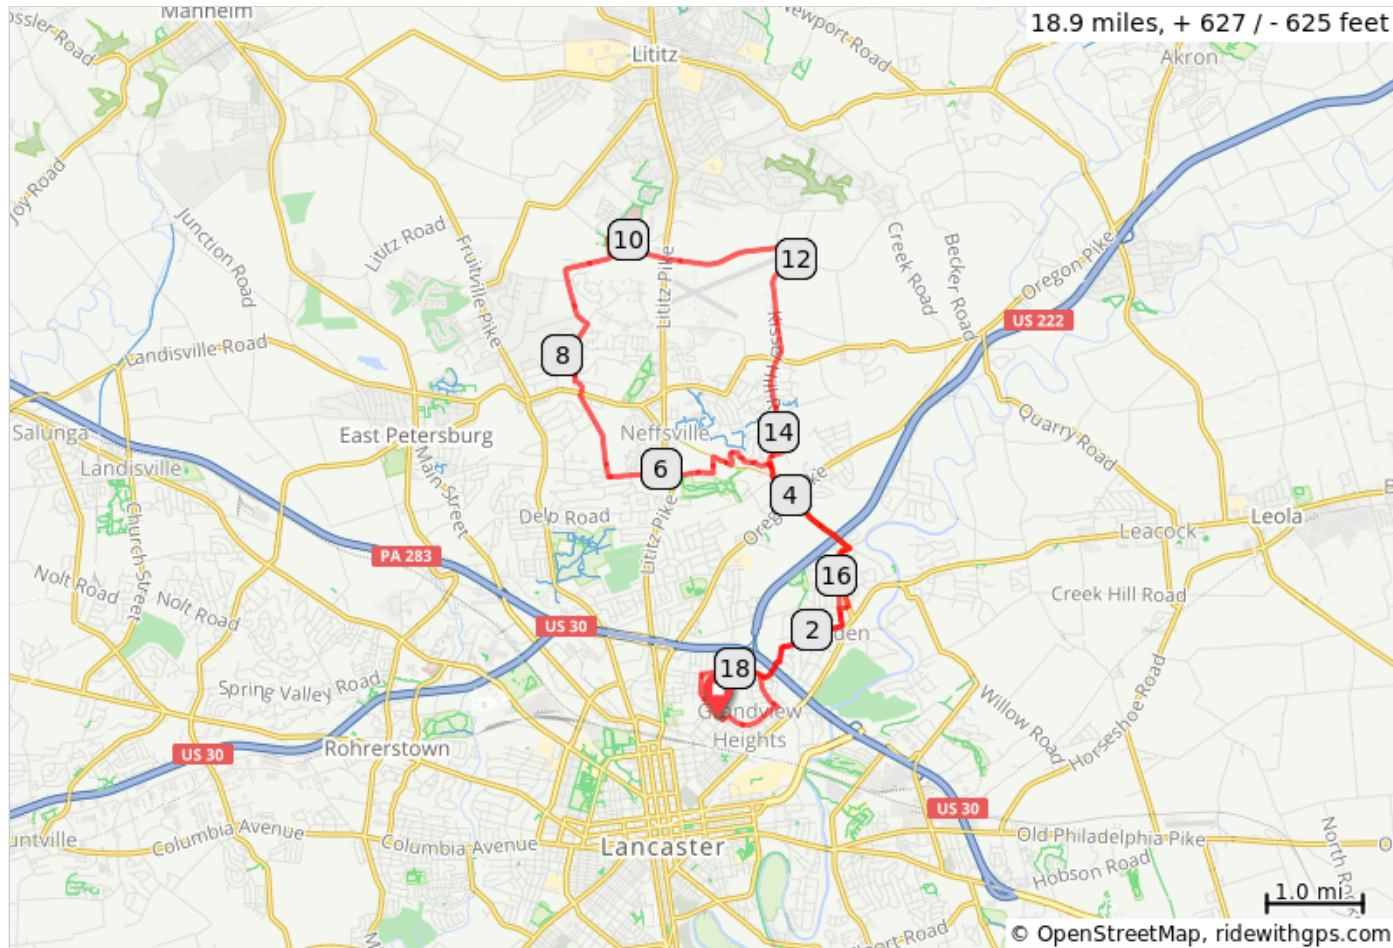 Manheim
18.9 miles, + 627 / - 625 feet
Newport Road
Lititz
Akron
Joy Road
Junction Road
Lititz Road
Fruitville Pike
Lititz Pike
10
12
Creek Road
Becker Road
Oregon Pike
US 222
Landisville Road
8
Salunga
East Petersburg
Landisville
Neffsville
14
6
4
Quarry Road
Main Street
Church Street
Delp Road
Lititz Pike
Leacock
Leola
PA 283
Nolt Road
Nolt Road
16
Creek Hill Road
US 30
2
den
18
Spring Valley Road
Grandview
Heights
Willow Road
Horseshoe Road
US 30
Rohrerstown
US 30
untville
Columbia Avenue
Columbia Avenue
Lancaster
Old Philadelphia Pike
Hobson Road
1.0 mi
© OpenStreetMap, ridewithgps.com